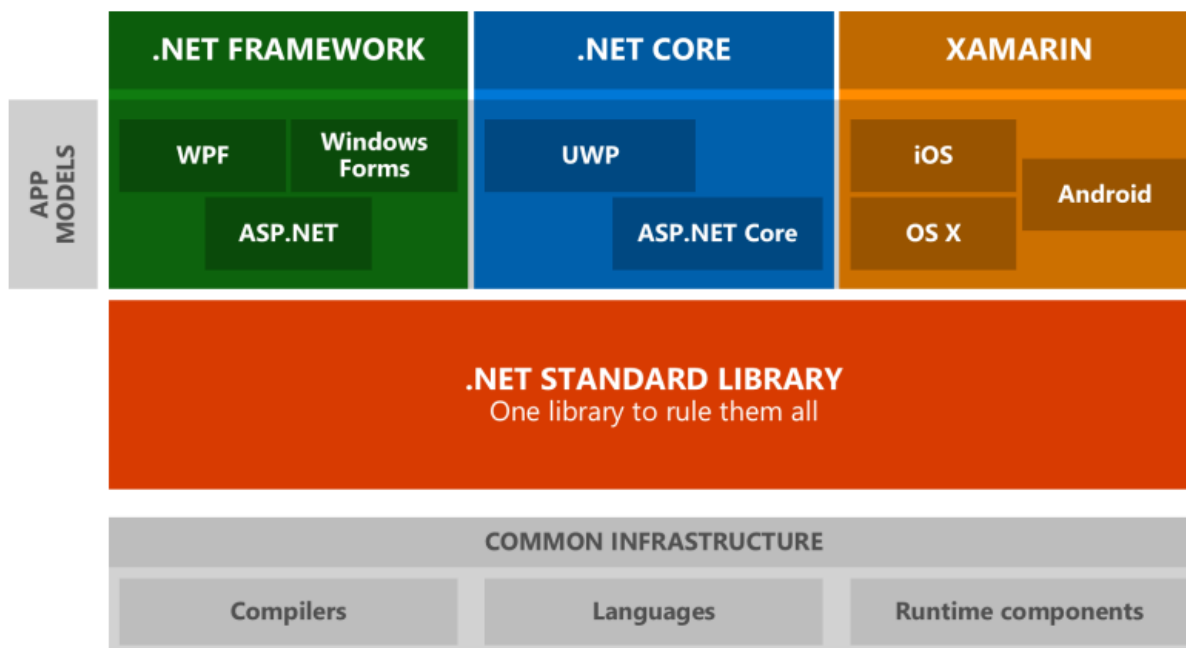 .NET FRAMEWORK
.NET CORE
XAMARIN
APP
MODELS
WPF
Windows
Forms
ASP.NET
UWP
ASP.NET Core
iOS
Android
OS X
.NET STANDARD LIBRARY
One library to rule them all
COMMON INFRASTRUCTURE
Compilers
Languages
Runtime components